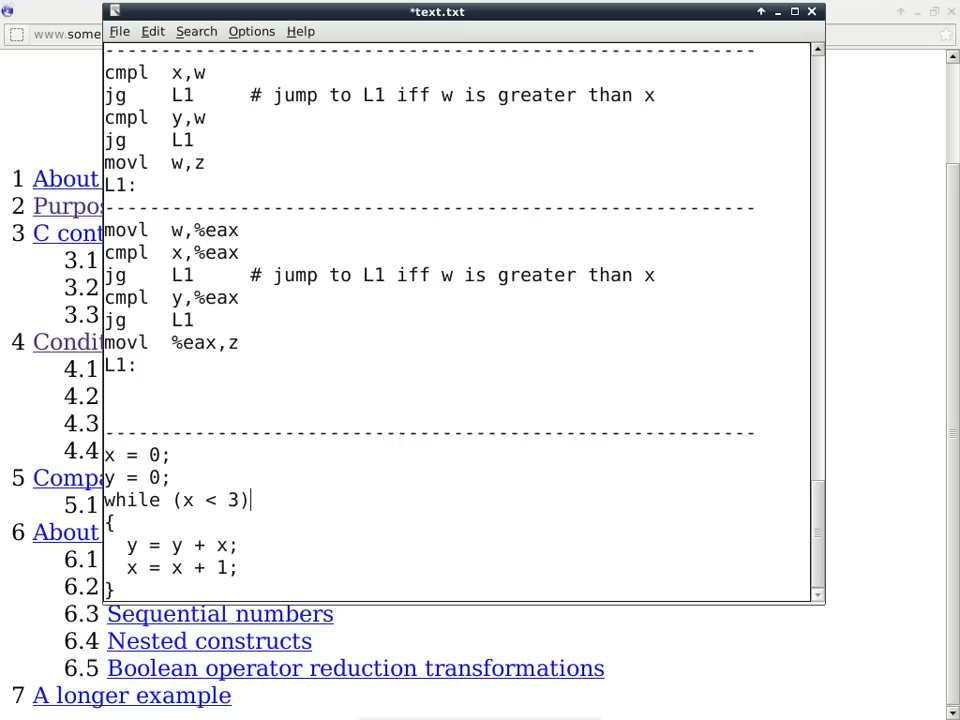 *text.txt
File Edit Search Options Help
www.some
----------------------------------------------------------
cmpl  x,w
jg    L1     # jump to L1 iff w is greater than x
cmpl  y,w
jg    L1
movl  w,z
L1:
----------------------------------------------------------
movl  w,%eax
cmpl  x,%eax
jg    L1     # jump to L1 iff w is greater than x
cmpl  y,%eax
jg    L1
movl  %eax,z
L1:
----------------------------------------------------------
x = 0;
y = 0;
while (x < 3)
{
  y = y + x;
  x = x + 1;
}
1 About
2 Purpos
3 C cont
3.1
3.2
3.3
4 Condit
4.1
4.2
4.3
4.4
5 Compa
5.1
6 About
6.1
6.2
6.3 Sequential numbers
6.4 Nested constructs
6.5 Boolean operator reduction transformations
7 A longer example